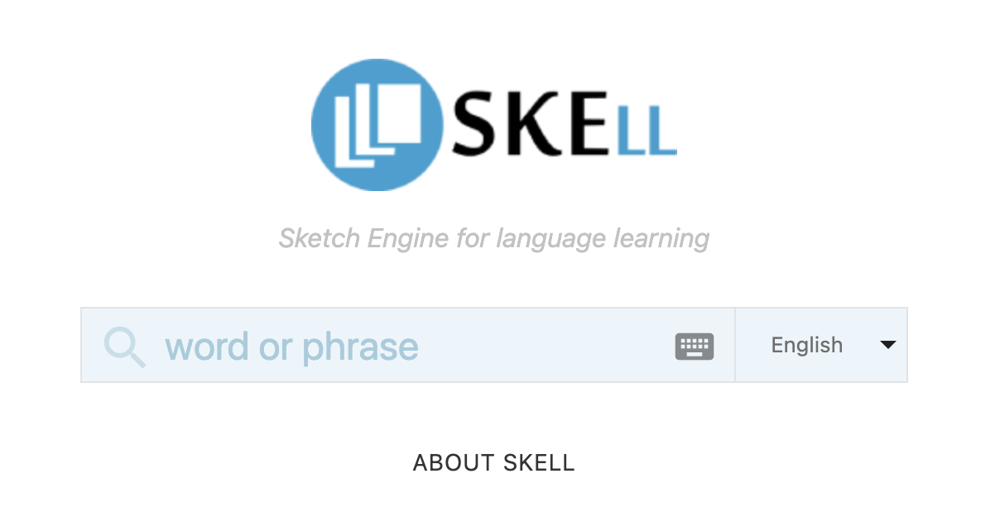 SKELL
Sketch Engine for language learning
word or phrase
English
ABOUT SKELL